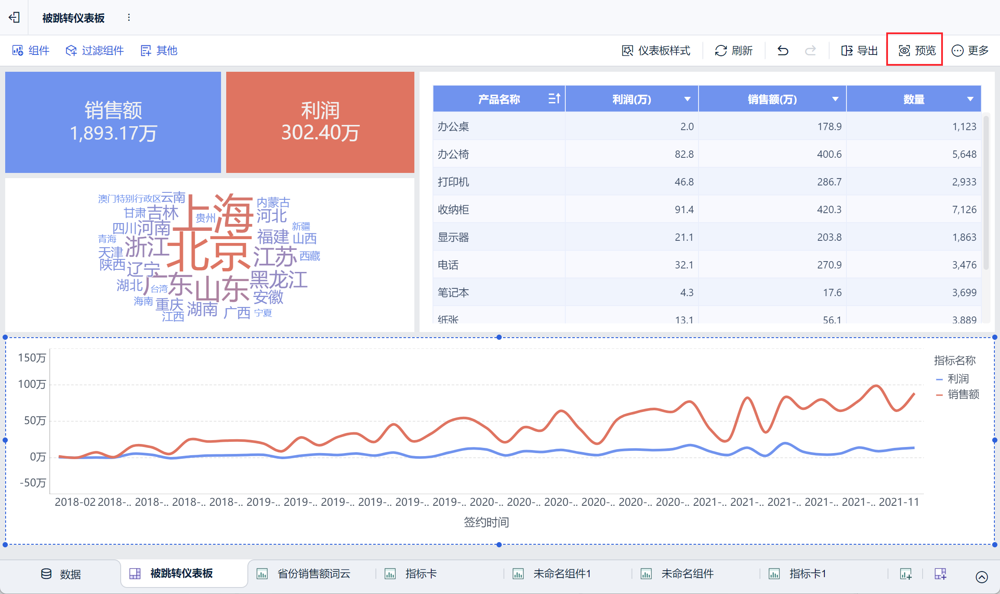 被跳转仪表板
组件 过滤组件 其他 仪表板样式 刷新 导出 预览 更多
销售额
1,893.17万
利润
302.40万
产品名称 利润(万) 销售额(万) 数量
办公桌 2.0 178.9 1,123
办公椅 82.8 400.6 5,648
打印机 46.8 286.7 2,933
收纳柜 91.4 420.3 7,126
显示器 21.1 203.8 1,863
电话 32.1 270.9 3,476
笔记本 4.3 17.6 3,699
纸张 13.1 56.1 3,889
澳门特别行政区 云南 上海 内蒙古
甘肃 吉林 贵州 河北
四川 河南 新疆
青海 浙江 北京 福建 山西
天津 江苏 西藏
陕西 辽宁
湖北 广东 山东 黑龙江
台湾
海南 重庆 湖南 安徽
江西 广西 宁夏
150万
100万
50万
0万
-50万
指标名称
利润
销售额
2018-02 2018-.. 2018-.. 2018-.. 2018-.. 2019-.. 2019-.. 2019-.. 2019-.. 2019-.. 2019-.. 2020-.. 2020-.. 2020-.. 2020-.. 2020-.. 2020-.. 2021-.. 2021-.. 2021-.. 2021-.. 2021-.. 2021-11
签约时间
数据 被跳转仪表板 省份销售额词云 指标卡 未命名组件1 未命名组件 指标卡1